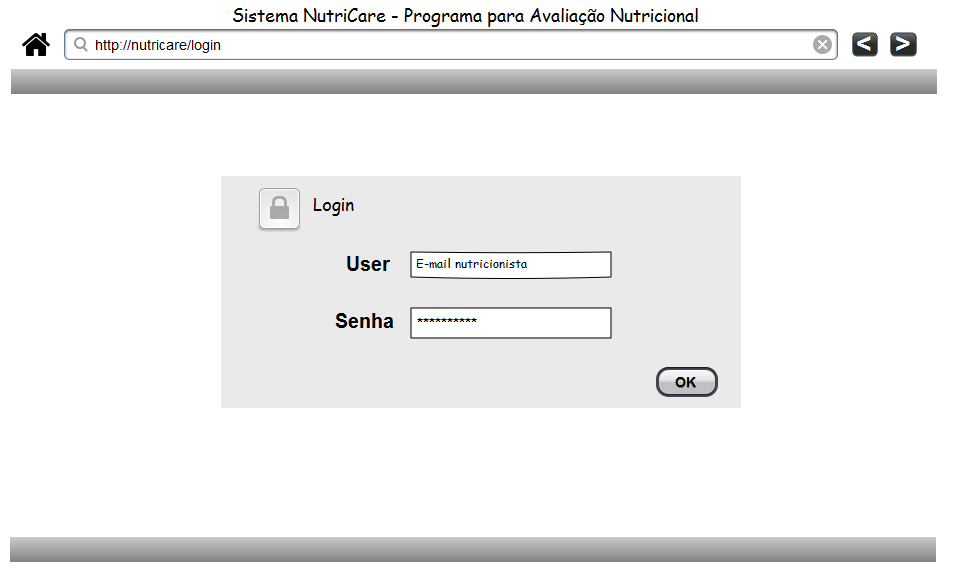 Sistema NutriCare - Programa para Avaliação Nutricional
http://nutricare/login
< >
Login
User E-mail nutricionista
Senha **********
OK